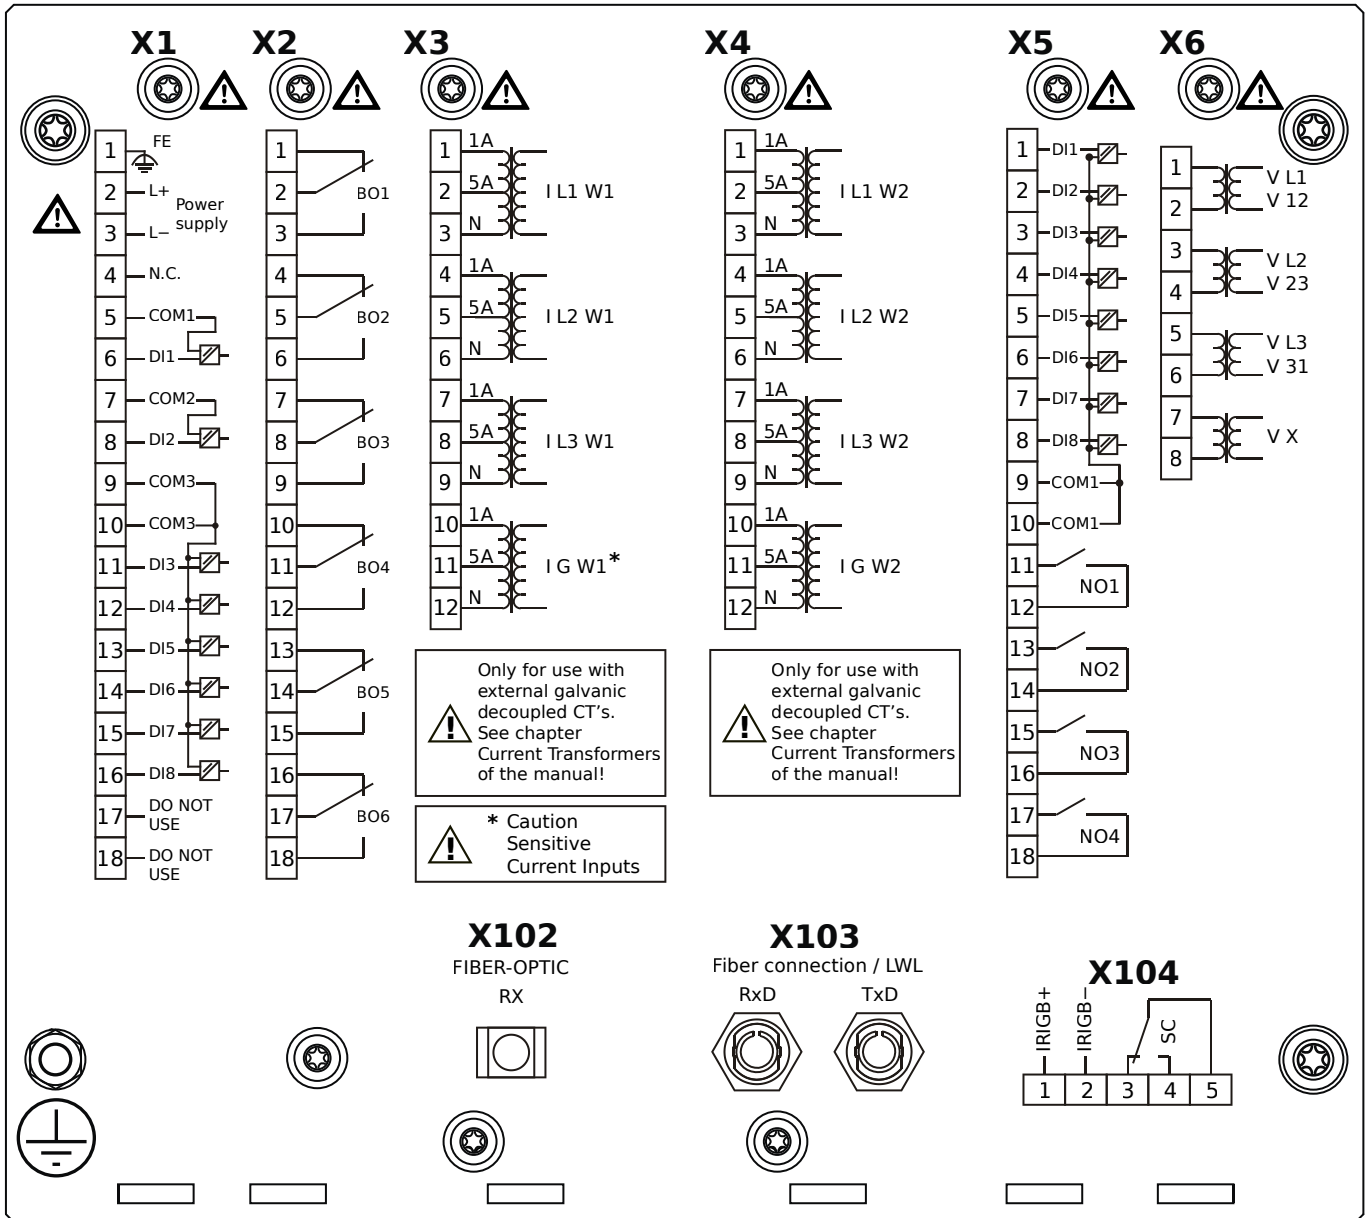 X1
X2
X3
X4
X5
X6
1 FE
2 L+
Power
supply
3 L−
4 N.C.
5 COM1
6 DI1
7 COM2
8 DI2
9 COM3
10 COM3
11 DI3
12 DI4
13 DI5
14 DI6
15 DI7
16 DI8
17 DO NOT
USE
18 DO NOT
USE
1
2 BO1
3
4
5 BO2
6
7
8 BO3
9
10
11 BO4
12
13
14 BO5
15
16
17 BO6
18
1 1A
2 5A I L1 W1
3 N
4 1A
5 5A I L2 W1
6 N
7 1A
8 5A I L3 W1
9 N
10 1A
11 5A I G W1*
12 N
Only for use with
external galvanic
decoupled CT's.
See chapter
Current Transformers
of the manual!
* Caution
Sensitive
Current Inputs
1 1A
2 5A I L1 W2
3 N
4 1A
5 5A I L2 W2
6 N
7 1A
8 5A I L3 W2
9 N
10 1A
11 5A I G W2
12 N
Only for use with
external galvanic
decoupled CT's.
See chapter
Current Transformers
of the manual!
1 DI1
2 DI2
3 DI3
4 DI4
5 DI5
6 DI6
7 DI7
8 DI8
9 COM1
10 COM1
11
NO1
12
13
NO2
14
15
NO3
16
17
NO4
18
1 V L1
2 V 12
3 V L2
4 V 23
5 V L3
6 V 31
7
V X
8
X102
FIBER-OPTIC
RX
X103
Fiber connection / LWL
RxD TxD
X104
IRIGB+
IRIGB−
SC
1 2 3 4 5